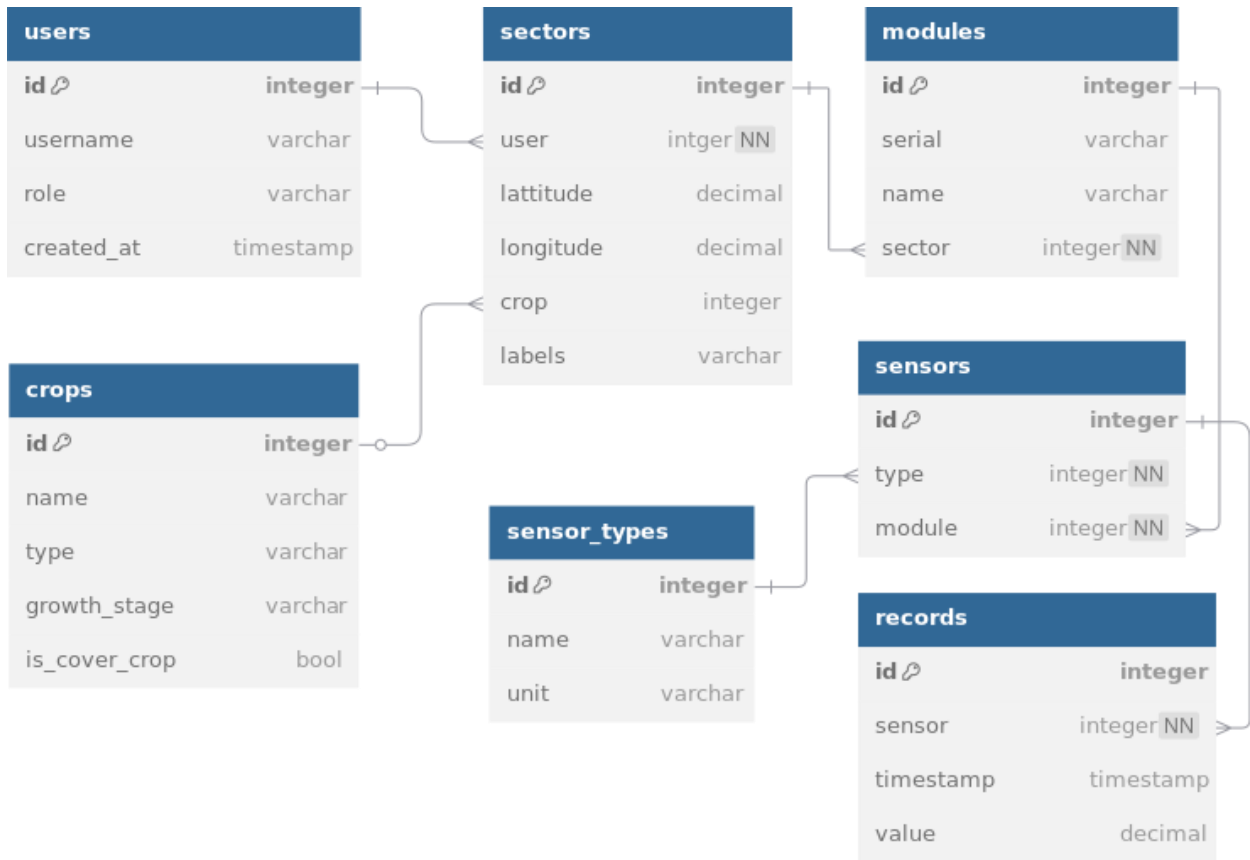 users
id integer
username varchar
role varchar
created_at timestamp
sectors
id integer
user intger NN
lattitude decimal
longitude decimal
crop integer
labels varchar
modules
id integer
serial varchar
name varchar
sector integer NN
crops
id integer
name varchar
type varchar
growth_stage varchar
is_cover_crop bool
sensor_types
id integer
name varchar
unit varchar
sensors
id integer
type integer NN
module integer NN
records
id integer
sensor integer NN
timestamp timestamp
value decimal